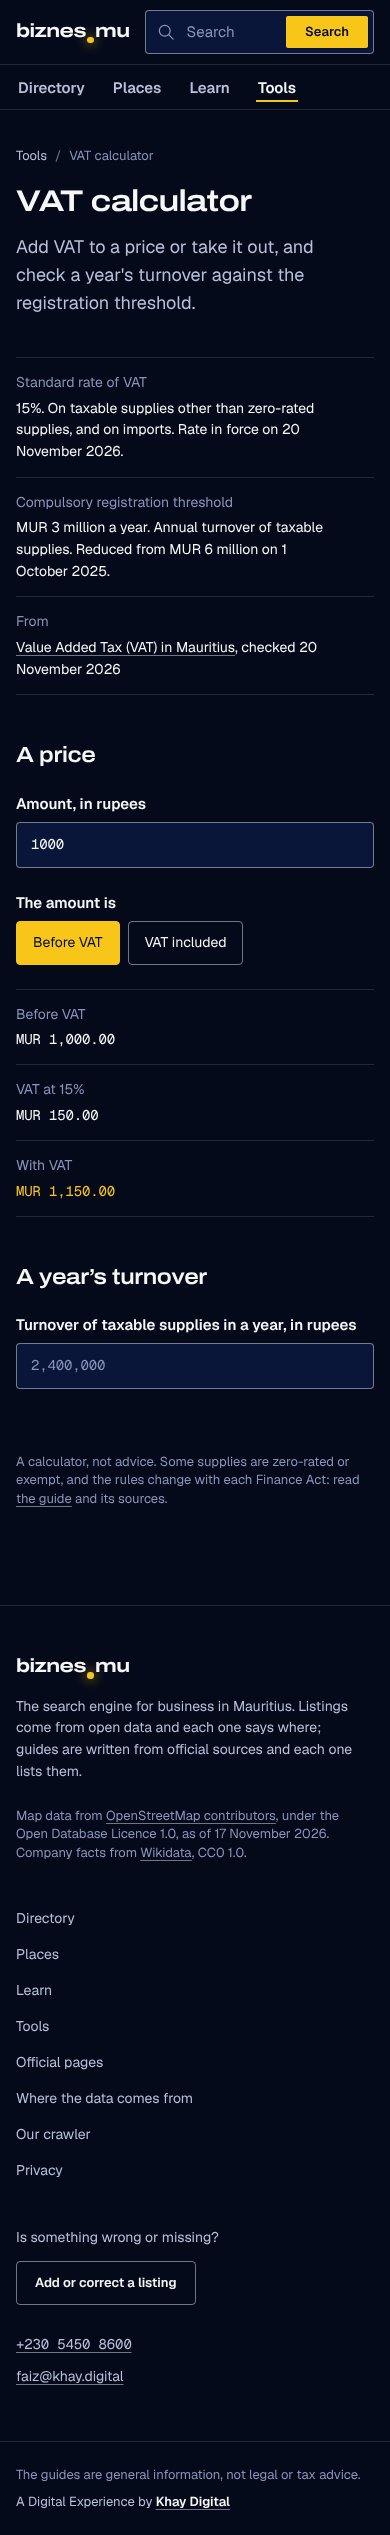 biznes.mu
Search
Search
Directory
Places
Learn
Tools
Tools / VAT calculator
VAT calculator
Add VAT to a price or take it out, and
check a year's turnover against the
registration threshold.
Standard rate of VAT
15%. On taxable supplies other than zero-rated
supplies, and on imports. Rate in force on 20
November 2026.
Compulsory registration threshold
MUR 3 million a year. Annual turnover of taxable
supplies. Reduced from MUR 6 million on 1
October 2025.
From
Value Added Tax (VAT) in Mauritius, checked 20
November 2026
A price
Amount, in rupees
1000
The amount is
Before VAT
VAT included
Before VAT
MUR 1,000.00
VAT at 15%
MUR 150.00
With VAT
MUR 1,150.00
A year’s turnover
Turnover of taxable supplies in a year, in rupees
2,400,000
A calculator, not advice. Some supplies are zero-rated or
exempt, and the rules change with each Finance Act: read
the guide and its sources.
biznes.mu
The search engine for business in Mauritius. Listings
come from open data and each one says where;
guides are written from official sources and each one
lists them.
Map data from OpenStreetMap contributors, under the
Open Database Licence 1.0, as of 17 November 2026.
Company facts from Wikidata, CC0 1.0.
Directory
Places
Learn
Tools
Official pages
Where the data comes from
Our crawler
Privacy
Is something wrong or missing?
Add or correct a listing
+230 5450 8600
faiz@khay.digital
The guides are general information, not legal or tax advice.
A Digital Experience by Khay Digital